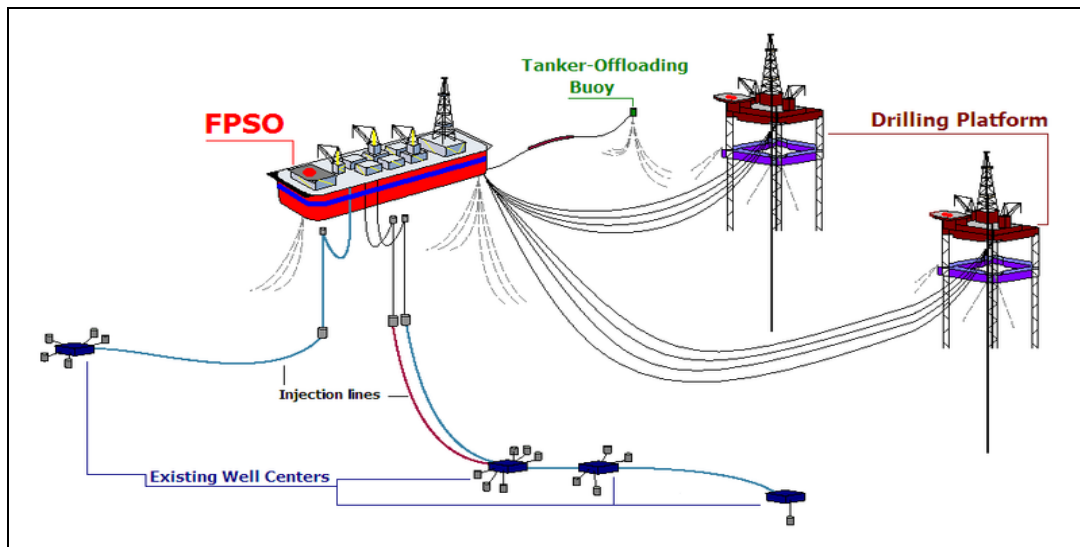 Tanker-Offloading
Buoy
FPSO
Drilling Platform
Injection lines
Existing Well Centers